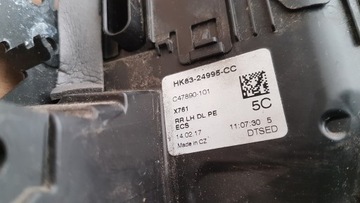 HK63-24995-CC
C47890-101
5C
X761
RR LH DL PE
ECS
14.02.17 11:07:30 5
Made in CZ DTSED